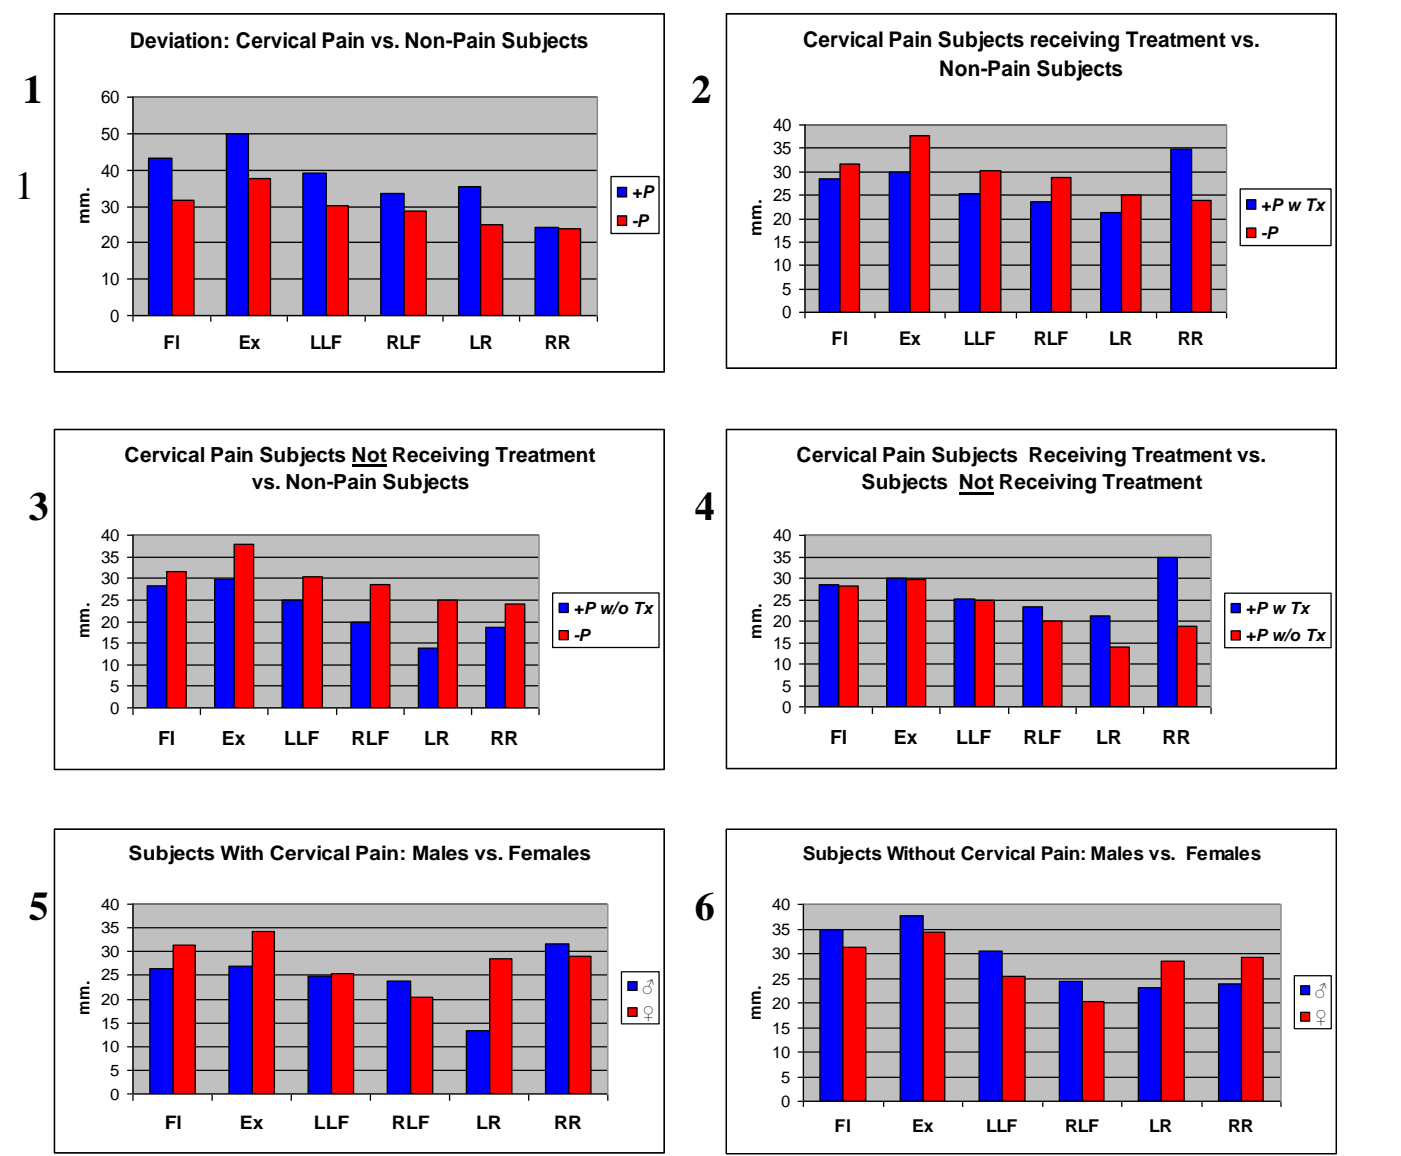 Deviation: Cervical Pain vs. Non-Pain Subjects
1
1
60
50
40
30
20
10
0
mm.
Fl Ex LLF RLF LR RR
+P
-P
Cervical Pain Subjects receiving Treatment vs.
Non-Pain Subjects
2
40
35
30
25
20
15
10
5
0
mm.
Fl Ex LLF RLF LR RR
+P w Tx
-P
Cervical Pain Subjects Not Receiving Treatment
vs. Non-Pain Subjects
3
40
35
30
25
20
15
10
5
0
mm.
Fl Ex LLF RLF LR RR
+P w/o Tx
-P
Cervical Pain Subjects Receiving Treatment vs.
Subjects Not Receiving Treatment
4
40
35
30
25
20
15
10
5
0
mm.
Fl Ex LLF RLF LR RR
+P w Tx
+P w/o Tx
Subjects With Cervical Pain: Males vs. Females
5
40
35
30
25
20
15
10
5
0
mm.
Fl Ex LLF RLF LR RR
♂
♀
Subjects Without Cervical Pain: Males vs. Females
6
40
35
30
25
20
15
10
5
0
mm.
Fl Ex LLF RLF LR RR
♂
♀